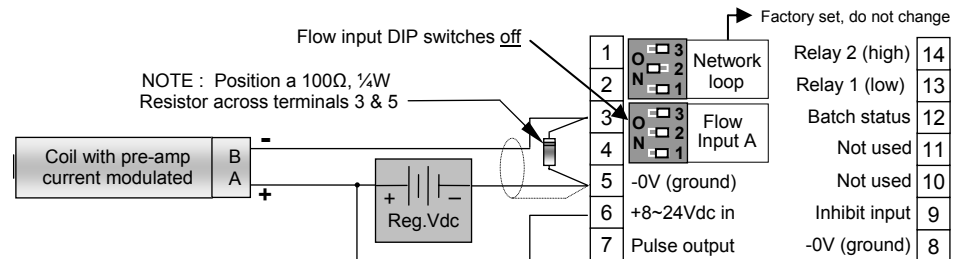 Factory set, do not change
Flow input DIP switches off
NOTE : Position a 100Ω, ¼W
Resistor across terminals 3 & 5
Coil with pre-amp
current modulated
B
A
-
+
+ –
Reg.Vdc
1
2
3
4
5 -0V (ground)
6 +8~24Vdc in
7 Pulse output
O
N
3
2
1
Network
loop
O
N
3
2
1
Flow
Input A
Relay 2 (high) 14
Relay 1 (low) 13
Batch status 12
Not used 11
Not used 10
Inhibit input 9
-0V (ground) 8